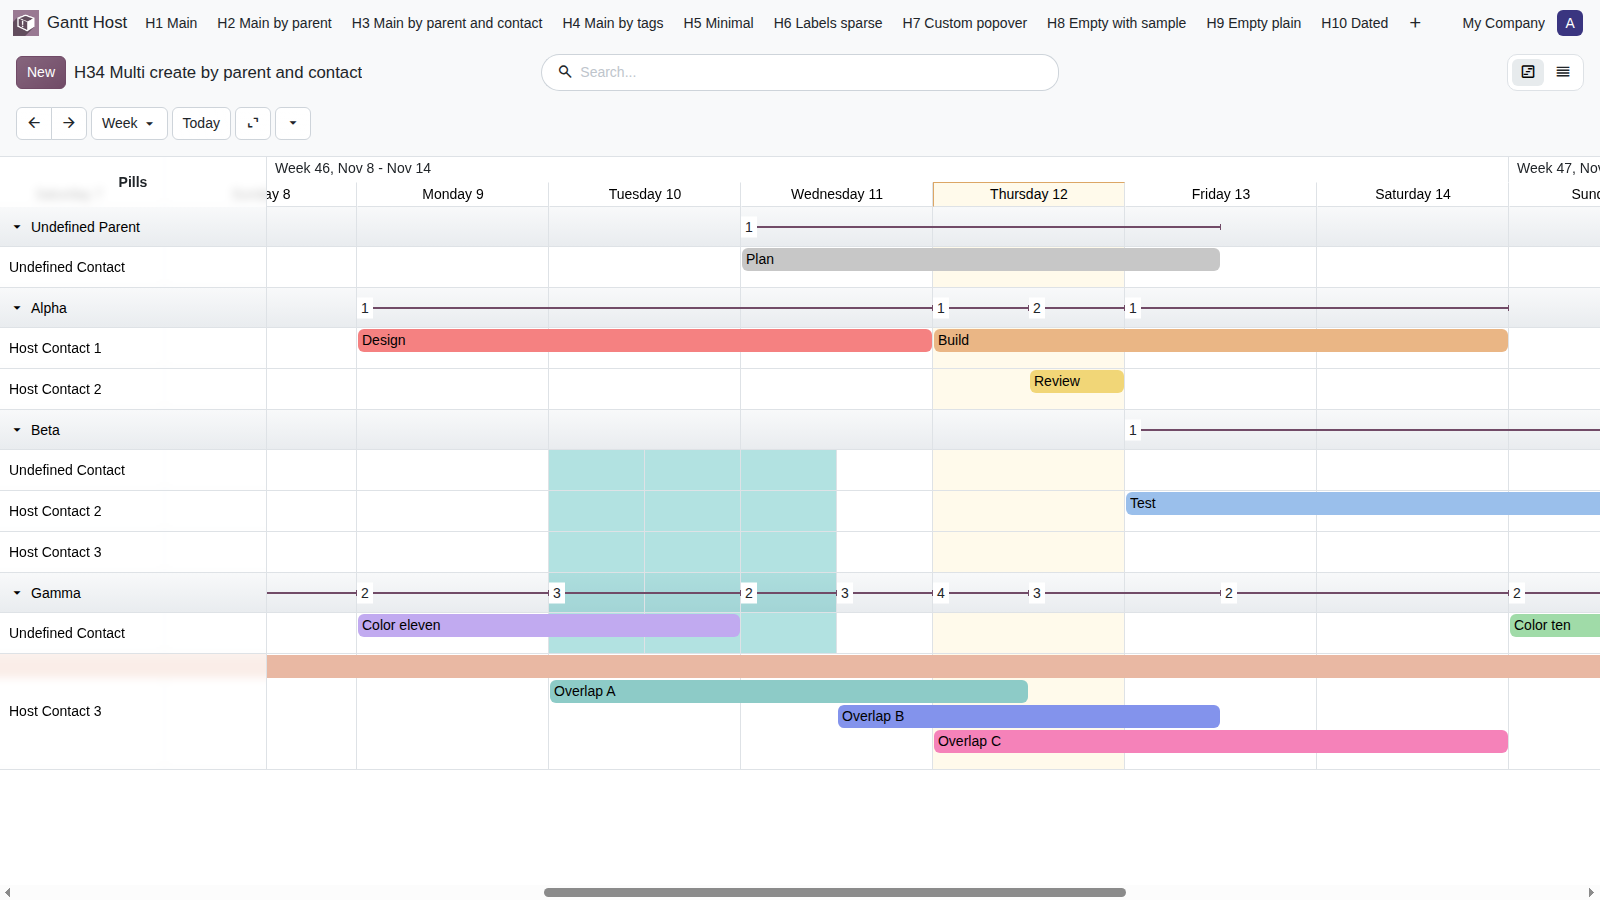 Gantt Host H1 Main H2 Main by parent H3 Main by parent and contact H4 Main by tags H5 Minimal H6 Labels sparse H7 Custom popover H8 Empty with sample H9 Empty plain H10 Dated + My Company A
New H34 Multi create by parent and contact Search...
Week Today
Week 46, Nov 8 - Nov 14 Week 47, Nov
Pills
ay 8 Monday 9 Tuesday 10 Wednesday 11 Thursday 12 Friday 13 Saturday 14 Sund
Undefined Parent 1
Undefined Contact Plan
Alpha 1 1 2 1
Host Contact 1 Design Build
Host Contact 2 Review
Beta 1
Undefined Contact
Host Contact 2 Test
Host Contact 3
Gamma 2 3 2 3 4 3 2 2
Undefined Contact Color eleven Color ten
Overlap A
Host Contact 3
Overlap B
Overlap C